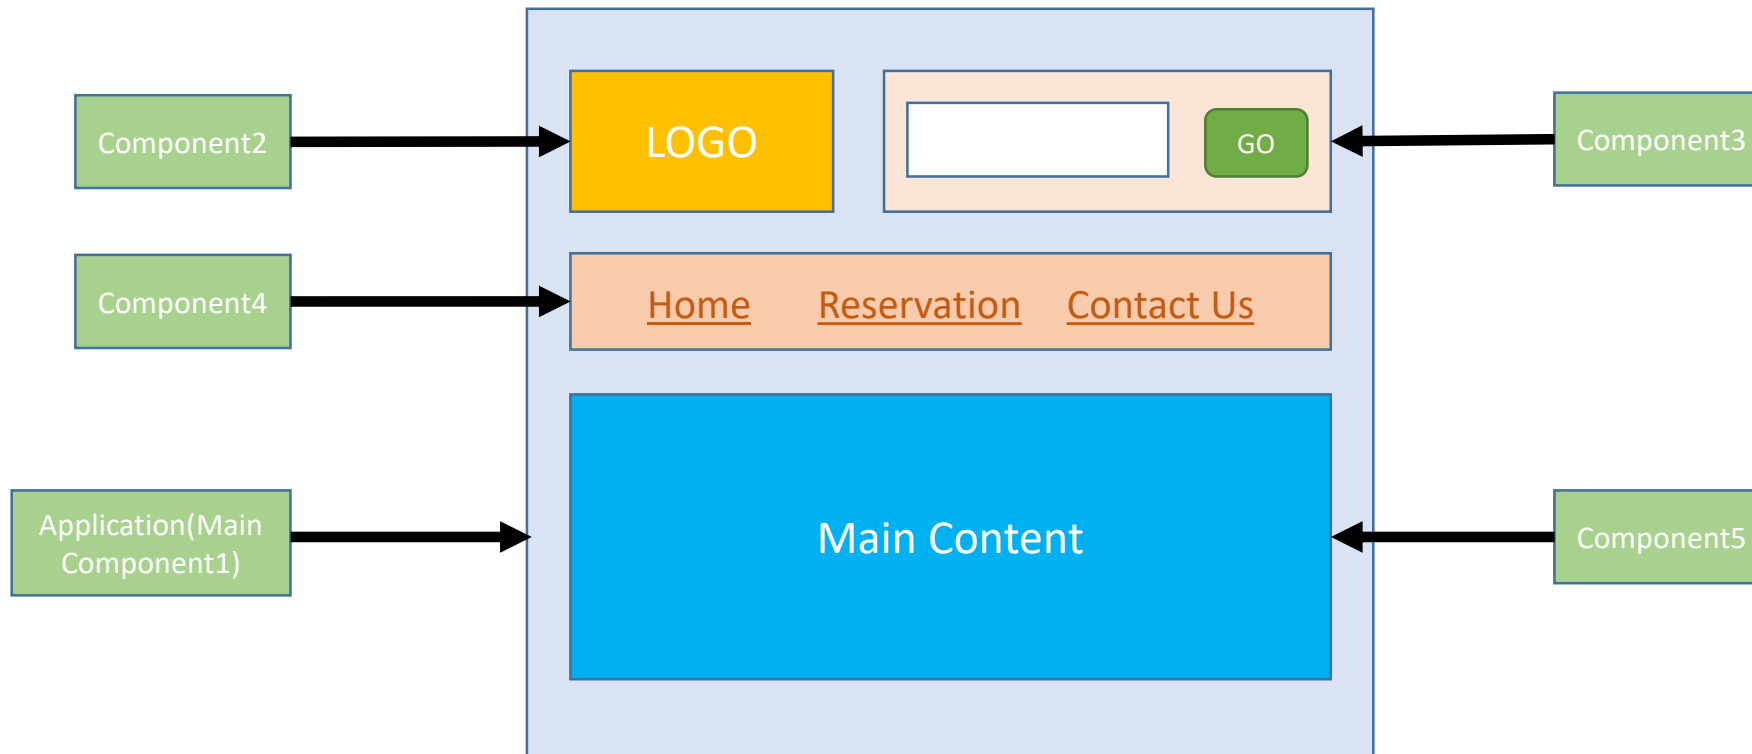 Component2
LOGO
GO
Component3
Component4
Home Reservation Contact Us
Application(Main
Component1)
Main Content
Component5